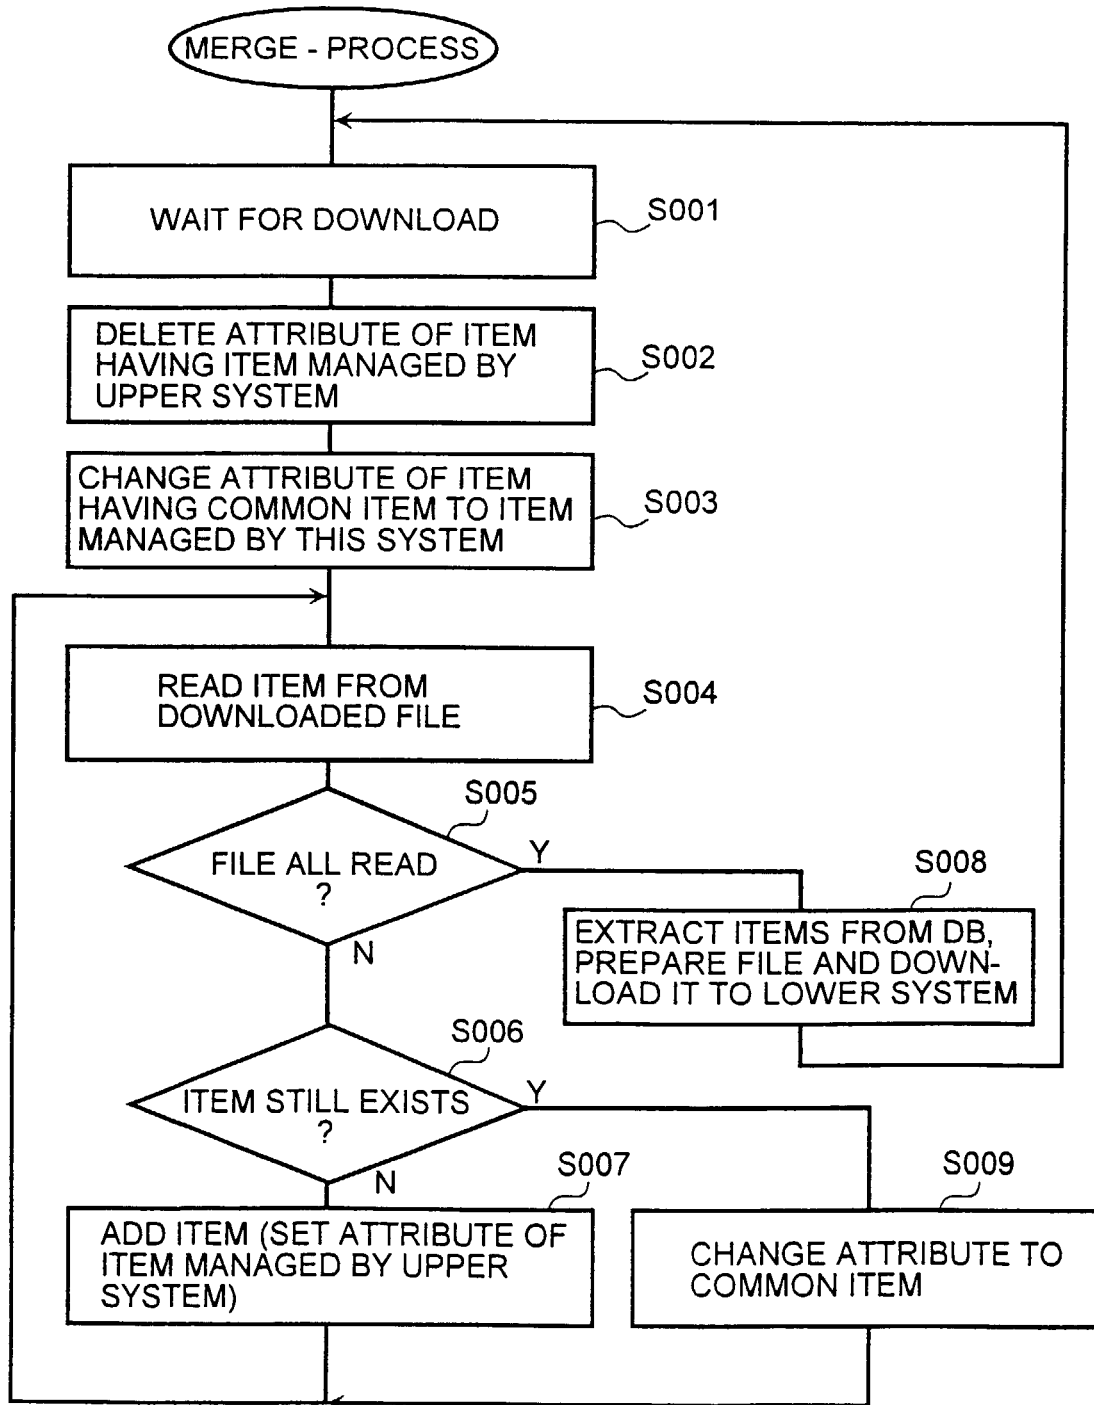 MERGE - PROCESS
WAIT FOR DOWNLOAD
S001
DELETE ATTRIBUTE OF ITEM
HAVING ITEM MANAGED BY
UPPER SYSTEM
S002
CHANGE ATTRIBUTE OF ITEM
HAVING COMMON ITEM TO ITEM
MANAGED BY THIS SYSTEM
S003
READ ITEM FROM
DOWNLOADED FILE
S004
S005
FILE ALL READ
?
Y
N
S008
EXTRACT ITEMS FROM DB,
PREPARE FILE AND DOWN-
LOAD IT TO LOWER SYSTEM
S006
ITEM STILL EXISTS
?
Y
N
S007
ADD ITEM (SET ATTRIBUTE OF
ITEM MANAGED BY UPPER
SYSTEM)
S009
CHANGE ATTRIBUTE TO
COMMON ITEM